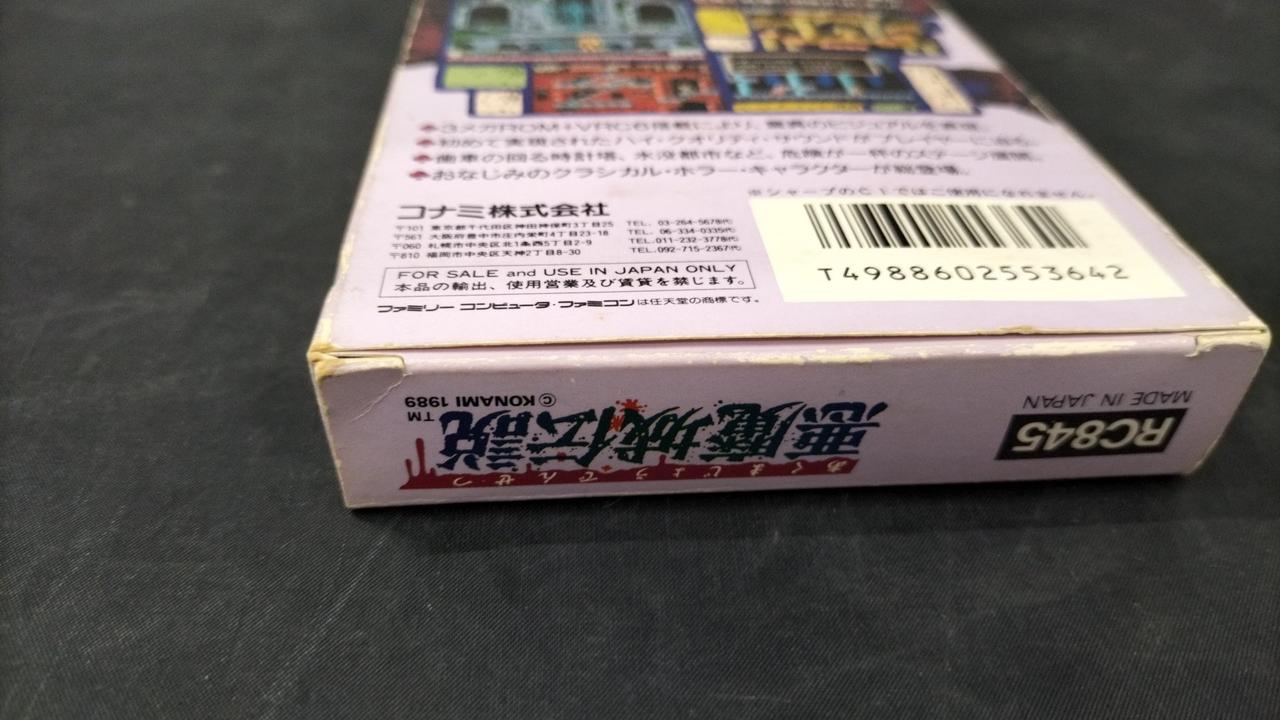 ◆3メガROM+VRC6搭載により、驚異のビジュアルを実現。
◆初めて実現されたハイ・クオリティ・サウンドがプレイヤーに迫る。
◆歯車の回る時計塔、水没都市など、危険が一杯のステージ展開。
◆おなじみのクラシカル・ホラー・キャラクターが総登場。
※シャープのC1ではご使用になれません。
コナミ株式会社
〒101 東京都千代田区神田神保町3丁目25 TEL. 03-264-5678㈹
〒561 大阪府豊中市庄内栄町4丁目23-18 TEL. 06-334-0335㈹
〒060 札幌市中央区北1条西5丁目2-9 TEL.011-232-3778㈹
〒810 福岡市中央区天神2丁目8-30 TEL.092-715-2367㈹
FOR SALE and USE IN JAPAN ONLY
本品の輸出、使用営業及び賃貸を禁じます。
ファミリーコンピュータ・ファミコンは任天堂の商標です。
T4988602553642
RC845
MADE IN JAPAN
あくまじょうでんせつ
悪魔城伝説™
© KONAMI 1989